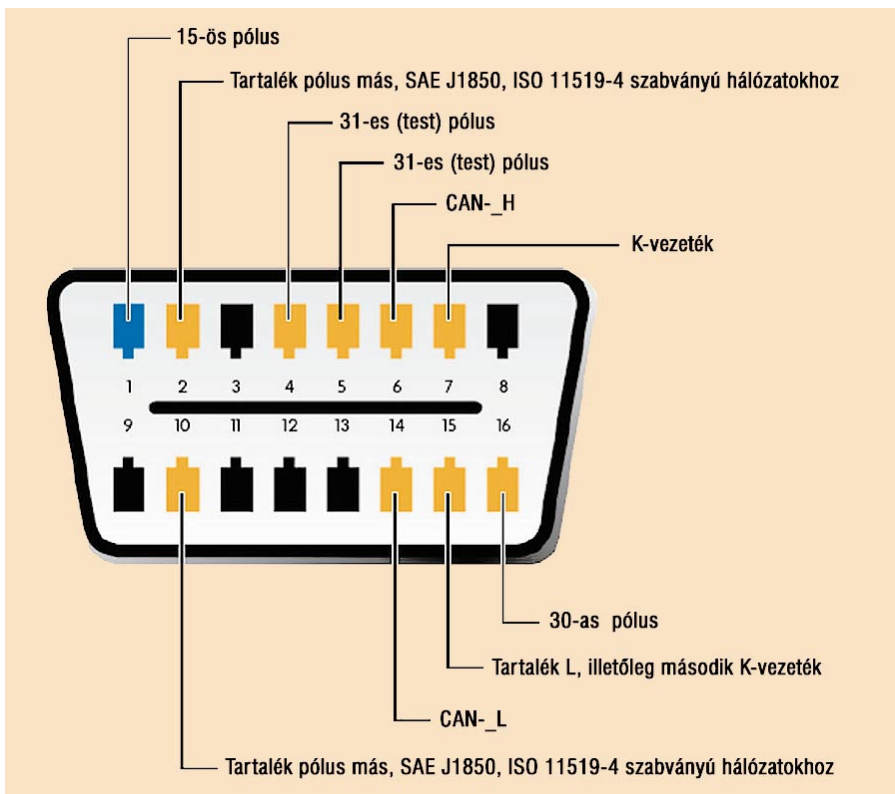 15-ös pólus
Tartalék pólus más, SAE J1850, ISO 11519-4 szabványú hálózatokhoz
31-es (test) pólus
31-es (test) pólus
CAN-_H
K-vezeték
1 2 3 4 5 6 7 8
9 10 11 12 13 14 15 16
30-as pólus
Tartalék L, illetőleg második K-vezeték
CAN-_L
Tartalék pólus más, SAE J1850, ISO 11519-4 szabványú hálózatokhoz